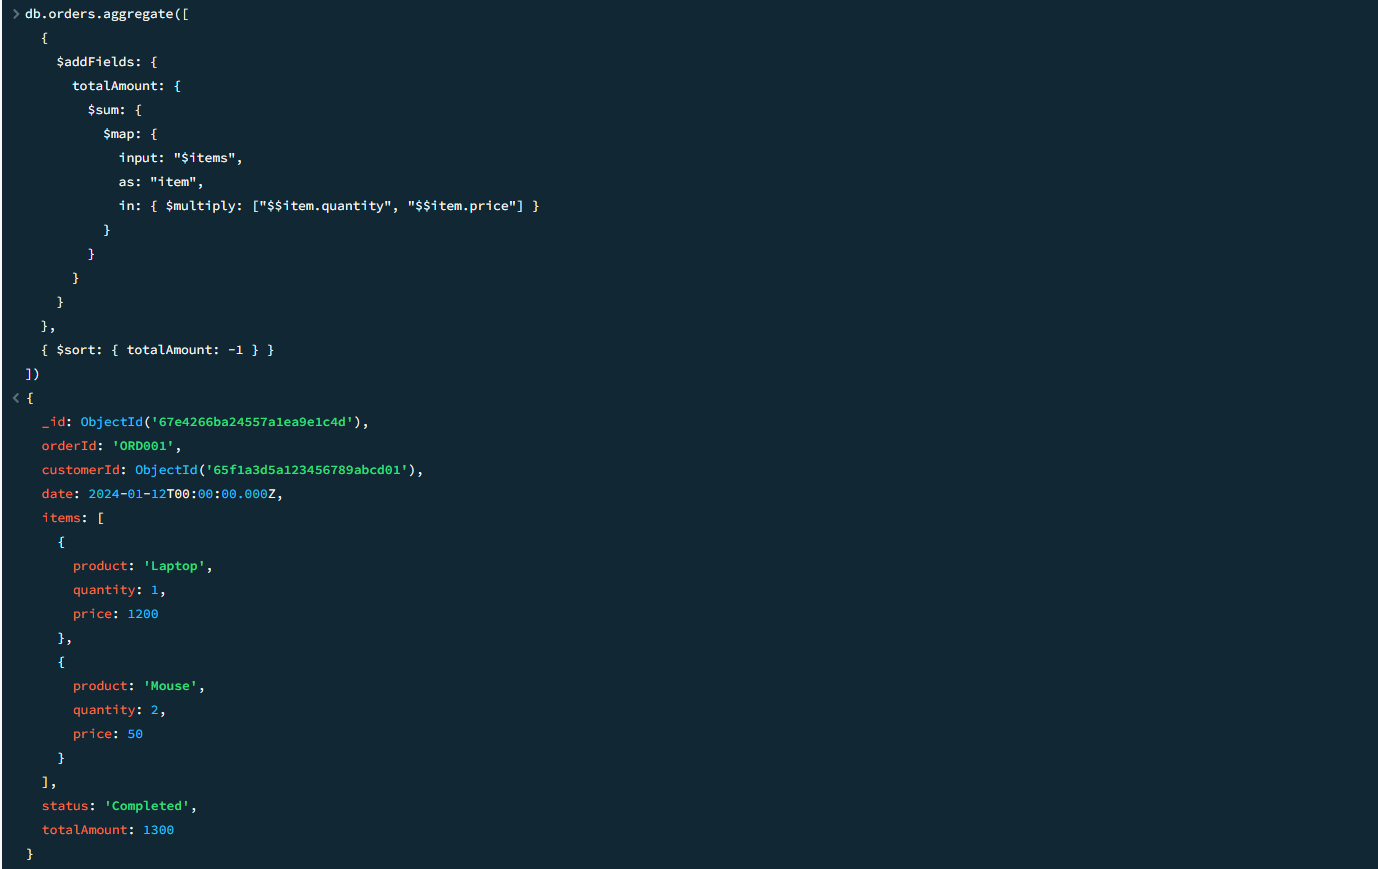 db.orders.aggregate([
{
$addFields: {
totalAmount: {
$sum: {
$map: {
input: "$items",
as: "item",
in: { $multiply: ["$$item.quantity", "$$item.price"] }
}
}
}
}
},
{ $sort: { totalAmount: -1 } }
])
{
_id: ObjectId('67e4266ba24557a1ea9e1c4d'),
orderId: 'ORD001',
customerId: ObjectId('65f1a3d5a123456789abcd01'),
date: 2024-01-12T00:00:00.000Z,
items: [
{
product: 'Laptop',
quantity: 1,
price: 1200
},
{
product: 'Mouse',
quantity: 2,
price: 50
}
],
status: 'Completed',
totalAmount: 1300
}